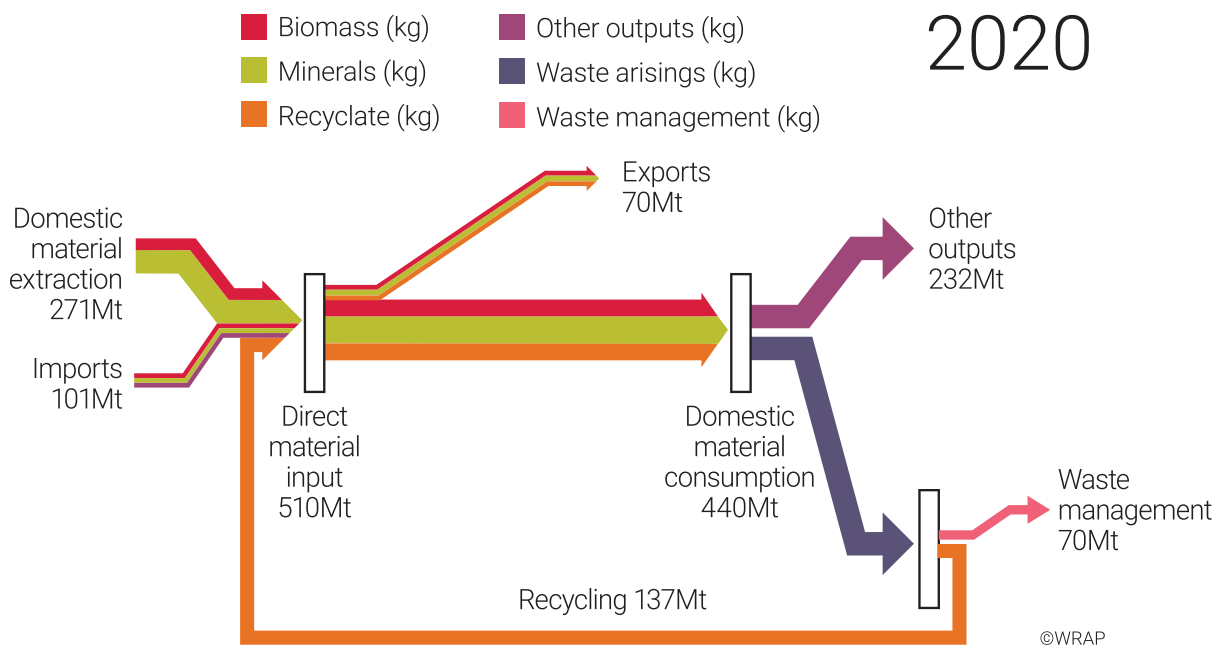 Biomass (kg)
Minerals (kg)
Recyclate (kg)
Other outputs (kg)
Waste arisings (kg)
Waste management (kg)
2020
Domestic
material
extraction
271Mt
Imports
101Mt
Exports
70Mt
Direct
material
input
510Mt
Domestic
material
consumption
440Mt
Other
outputs
232Mt
Waste
management
70Mt
Recycling 137Mt
©WRAP